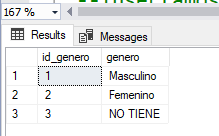 167 %
Results Messages
id_genero genero
1 1 Masculino
2 2 Femenino
3 3 NO TIENE